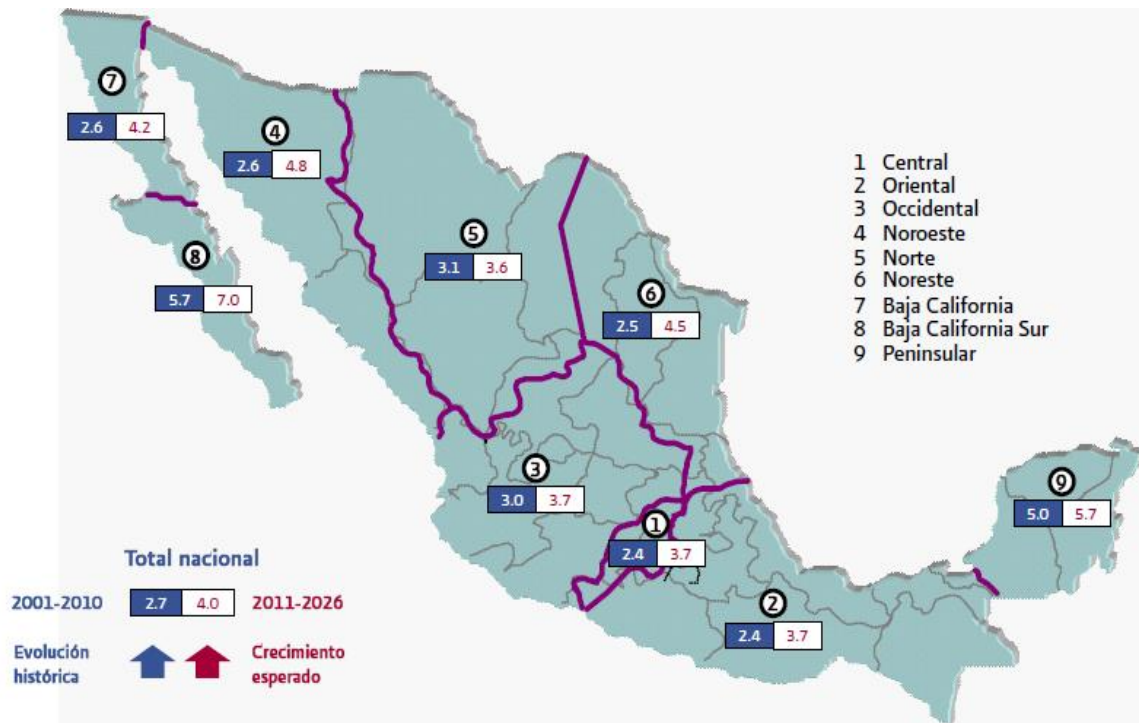 7
2.6 4.2
4
2.6 4.8
8
5.7 7.0
5
3.1 3.6
6
2.5 4.5
3
3.0 3.7
1
2.4 3.7
2
2.4 3.7
9
5.0 5.7
1 Central
2 Oriental
3 Occidental
4 Noroeste
5 Norte
6 Noreste
7 Baja California
8 Baja California Sur
9 Peninsular
Total nacional
2001-2010 2.7 4.0 2011-2026
Evolución Crecimiento
histórica esperado